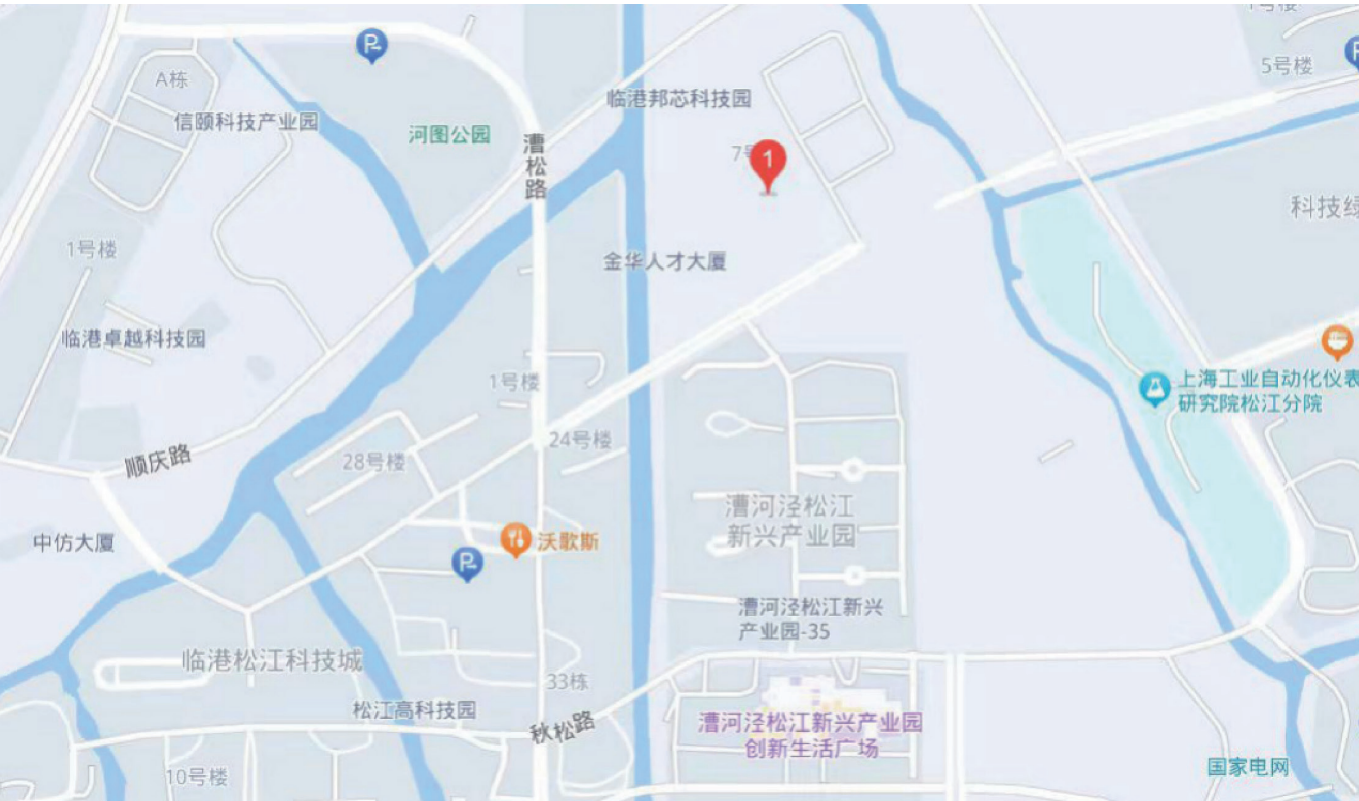 A栋
信颐科技产业园
河图公园
漕松路
临港邦芯科技园
1
5号楼
科技绿
1号楼
金华人才大厦
临港卓越科技园
1号楼
上海工业自动化仪表
研究院松江分院
顺庆路
28号楼
24号楼
漕河泾松江
新兴产业园
中仿大厦
沃歌斯
漕河泾松江新兴
产业园-35
临港松江科技城
33栋
松江高科技园
秋松路
漕河泾松江新兴产业园
创新生活广场
10号楼
国家电网